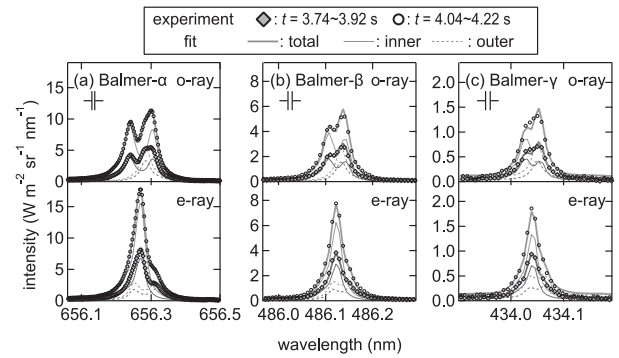 experiment : t = 3.74~3.92 s : t = 4.04~4.22 s
fit : total : inner : outer
(a) Balmer-α o-ray
(b) Balmer-β o-ray
(c) Balmer-γ o-ray
15
10
5
0
8
6
4
2
0
2.0
1.5
1.0
0.5
0.0
e-ray
e-ray
e-ray
15
10
5
0
8
6
4
2
0
2.0
1.5
1.0
0.5
0.0
intensity (W m⁻² sr⁻¹ nm⁻¹)
656.1 656.3 656.5
486.0 486.1 486.2
434.0 434.1
wavelength (nm)